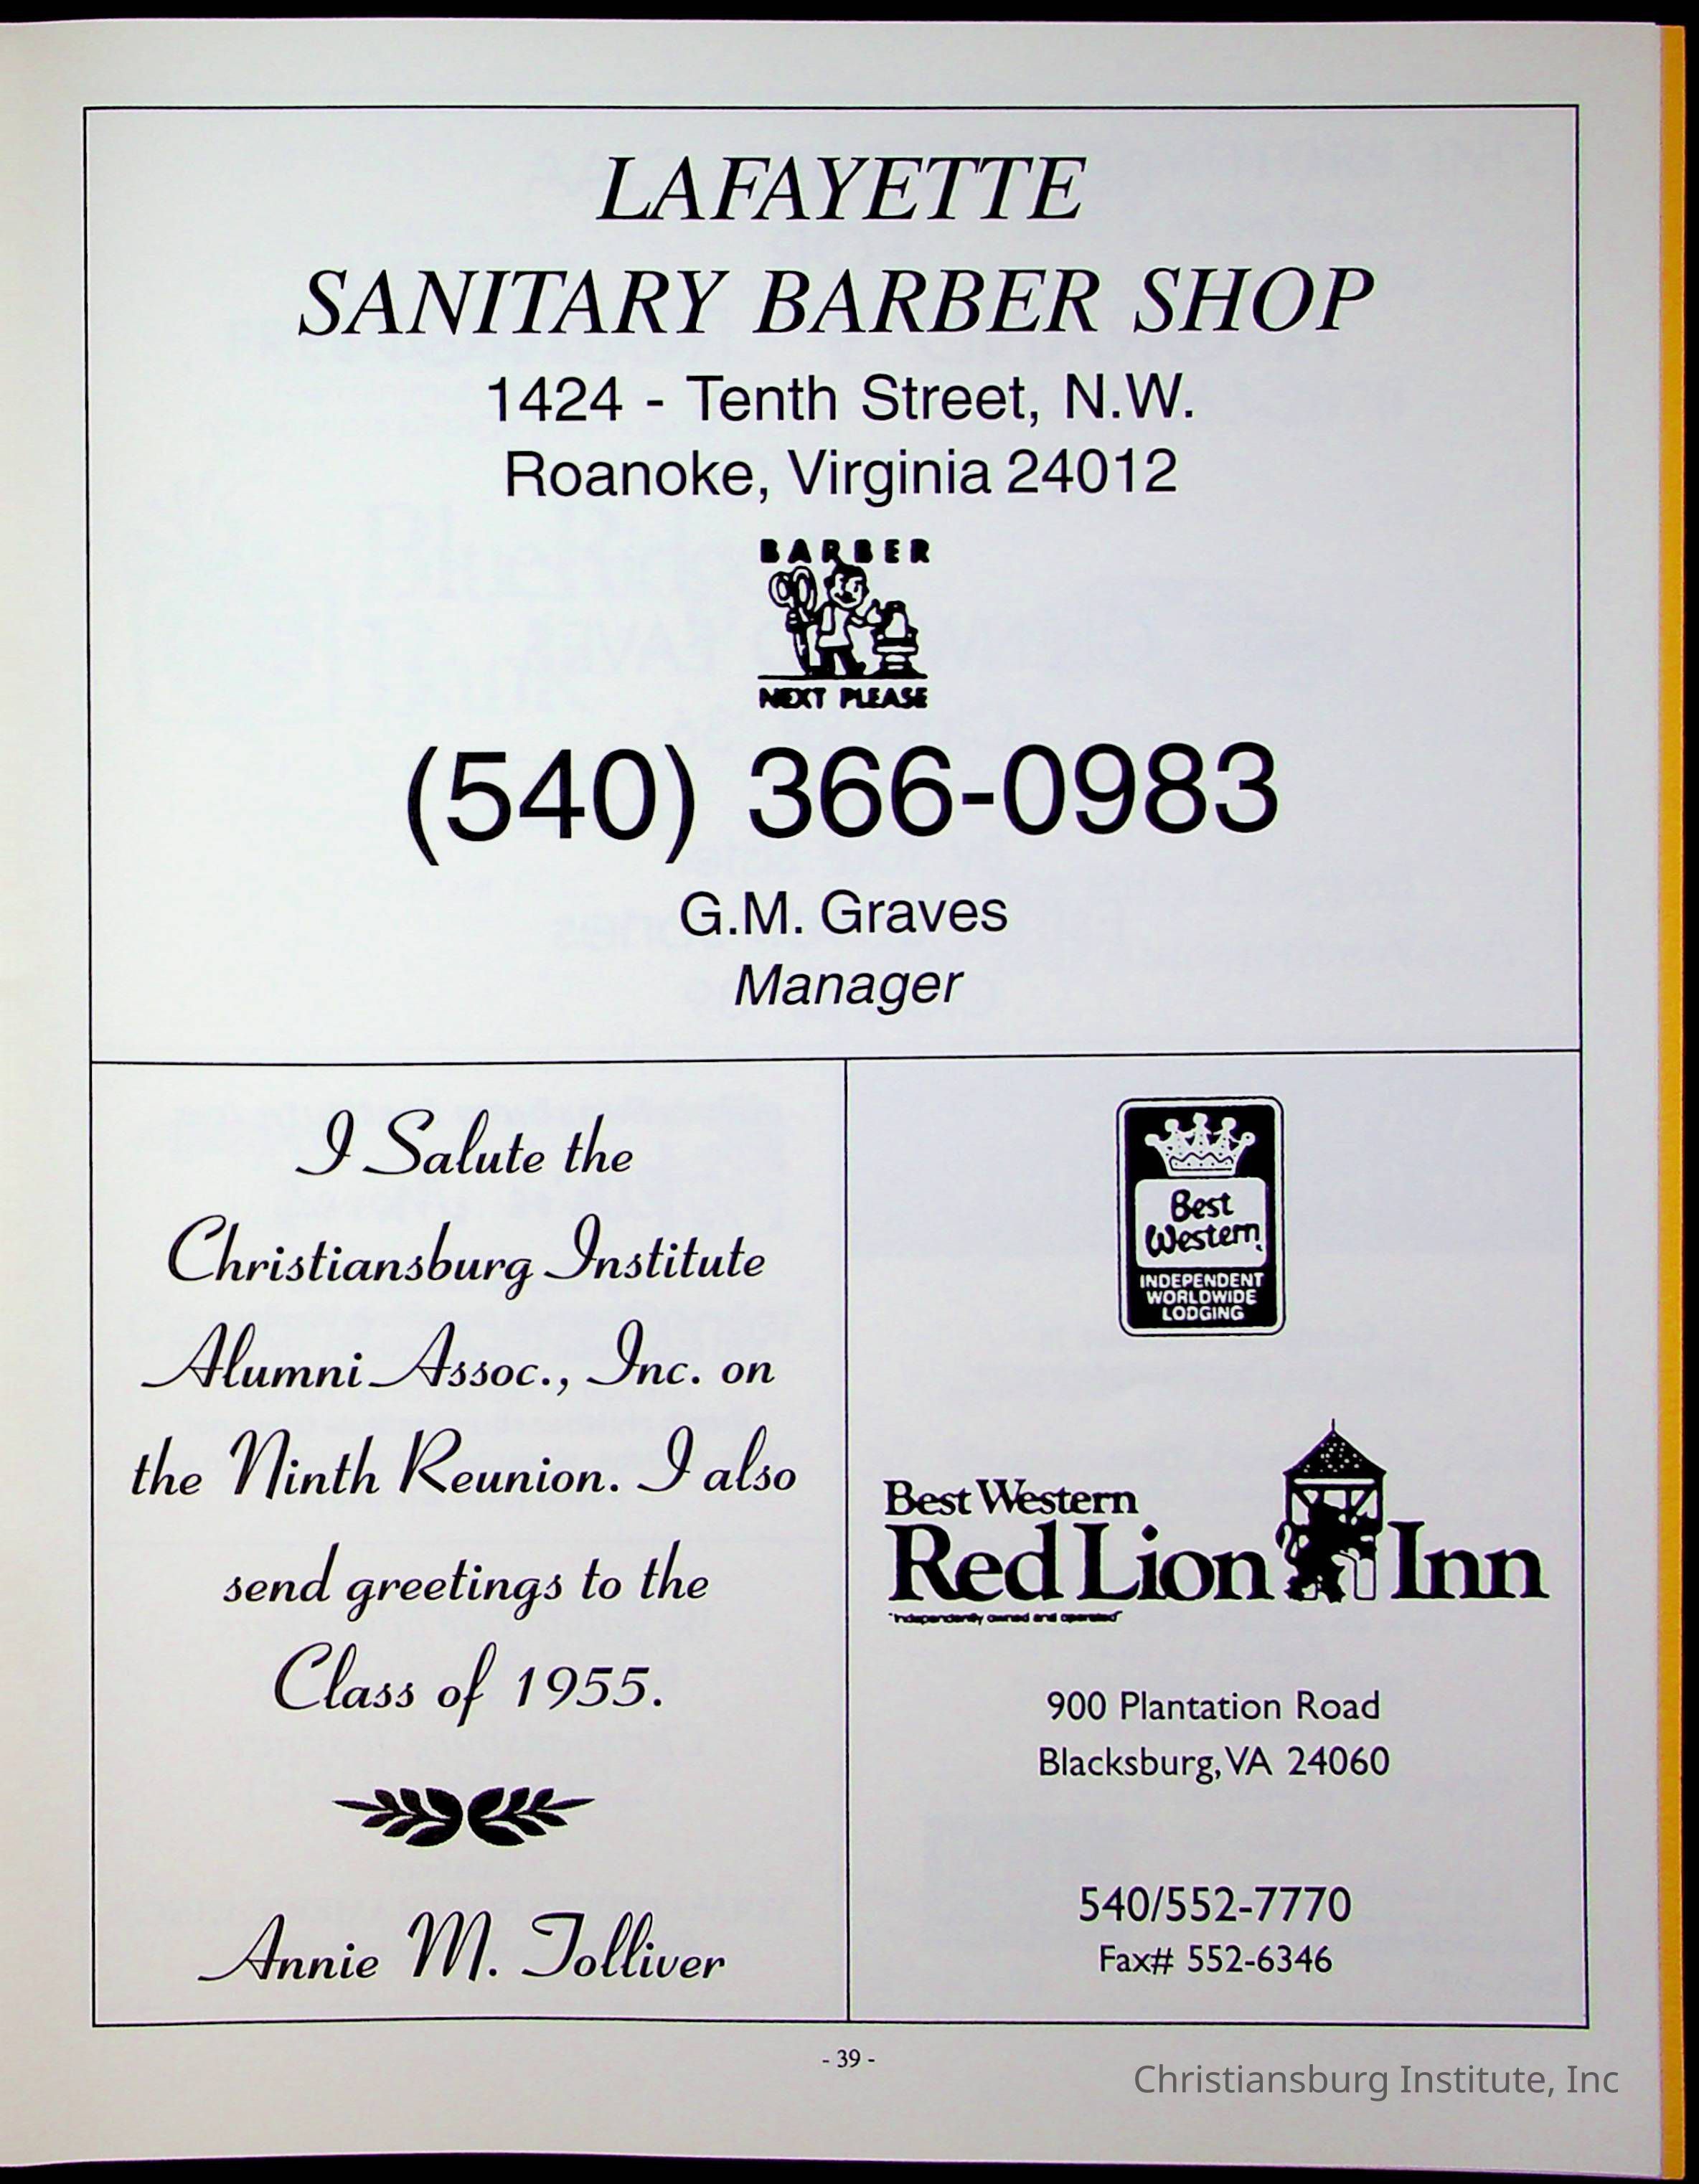 LAFAYETTE
SANITARY BARBER SHOP
1424 - Tenth Street, N.W.
Roanoke, Virginia 24012
BARBER
NEXT PLEASE
(540) 366-0983
G.M. Graves
Manager
I Salute the
Christiansburg Institute
Alumni Assoc., Inc. on
the Ninth Reunion. I also
send greetings to the
Class of 1955.
Annie M. Tolliver
Best
Western
INDEPENDENT
WORLDWIDE
LODGING
Best Western
Red Lion Inn
"Independently owned and operated"
900 Plantation Road
Blacksburg, VA 24060
540/552-7770
Fax# 552-6346
- 39 -
Christiansburg Institute, Inc